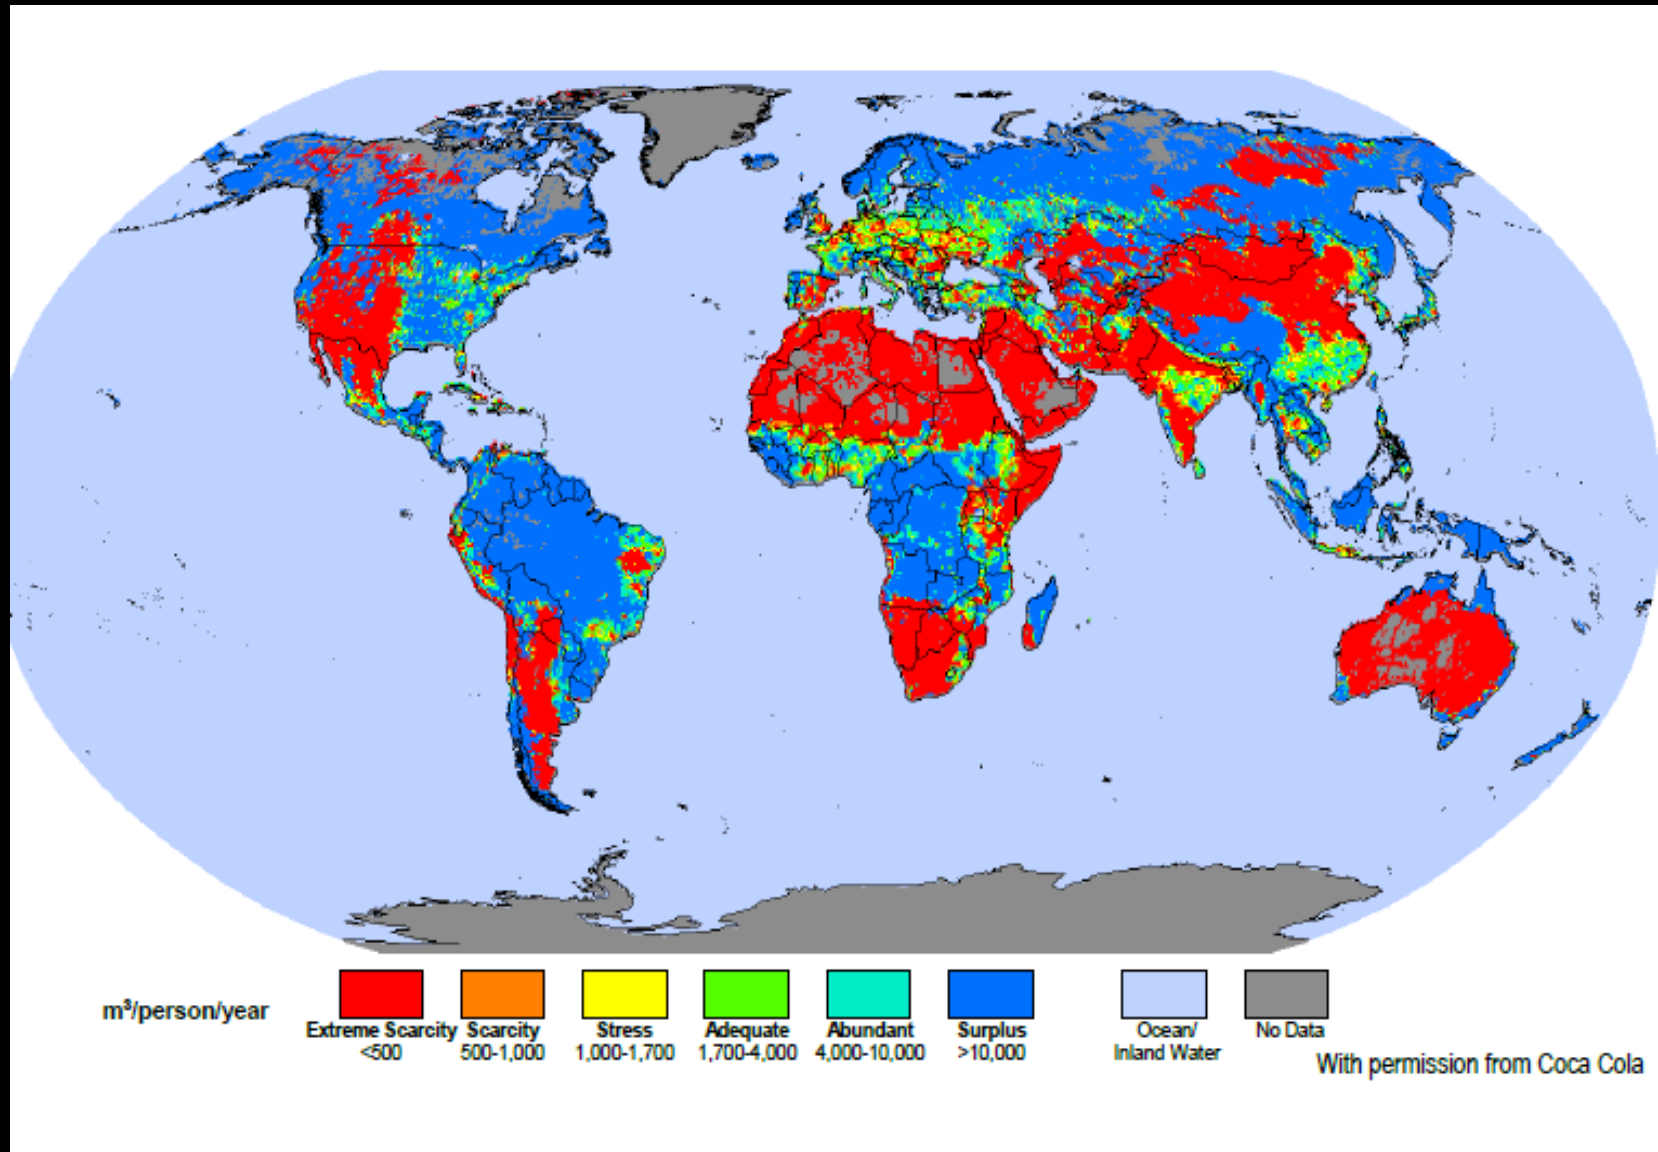 m³/person/year
Extreme Scarcity Scarcity Stress Adequate Abundant Surplus Ocean/ No Data
<500 500-1,000 1,000-1,700 1,700-4,000 4,000-10,000 >10,000 Inland Water
With permission from Coca Cola